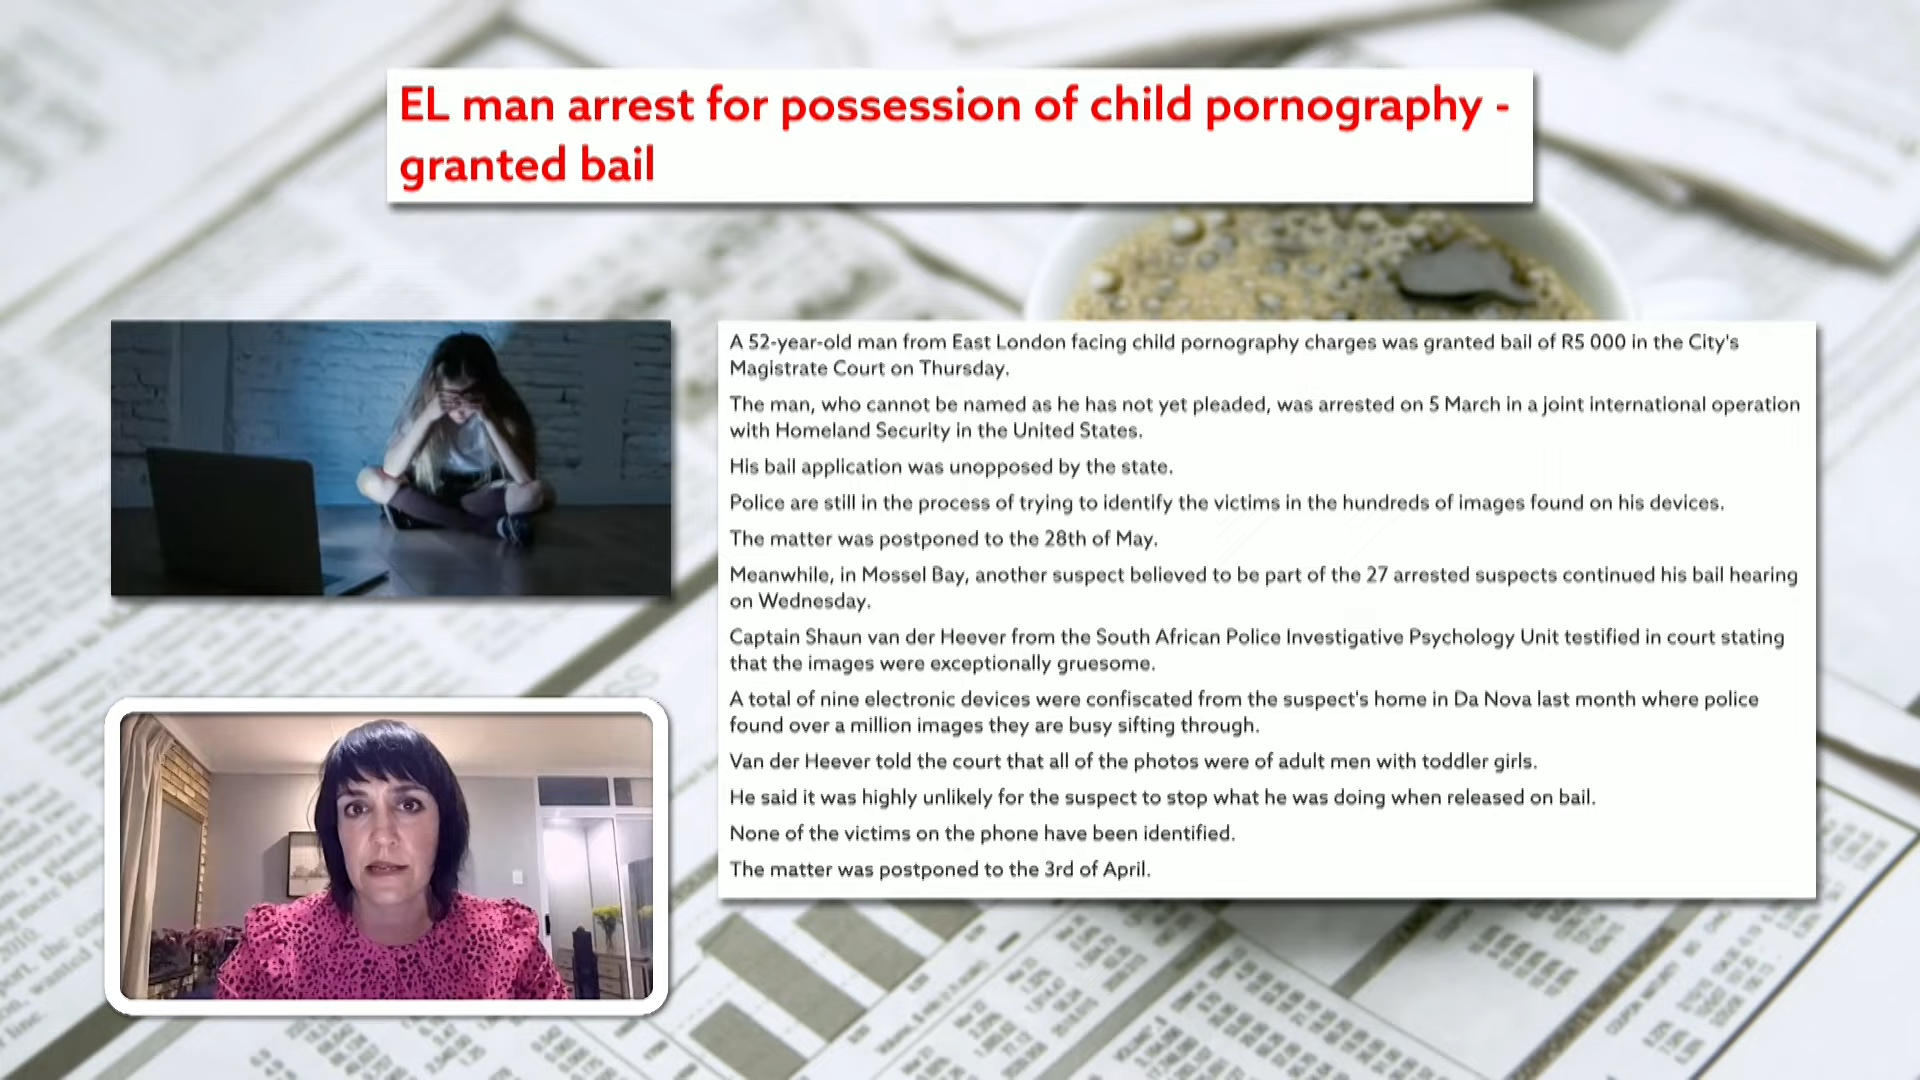 EL man arrest for possession of child pornography -
granted bail
A 52-year-old man from East London facing child pornography charges was granted bail of R5 000 in the City's
Magistrate Court on Thursday.
The man, who cannot be named as he has not yet pleaded, was arrested on 5 March in a joint international operation
with Homeland Security in the United States.
His bail application was unopposed by the state.
Police are still in the process of trying to identify the victims in the hundreds of images found on his devices.
The matter was postponed to the 28th of May.
Meanwhile, in Mossel Bay, another suspect believed to be part of the 27 arrested suspects continued his bail hearing
on Wednesday.
Captain Shaun van der Heever from the South African Police Investigative Psychology Unit testified in court stating
that the images were exceptionally gruesome.
A total of nine electronic devices were confiscated from the suspect's home in Da Nova last month where police
found over a million images they are busy sifting through.
Van der Heever told the court that all of the photos were of adult men with toddler girls.
He said it was highly unlikely for the suspect to stop what he was doing when released on bail.
None of the victims on the phone have been identified.
The matter was postponed to the 3rd of April.